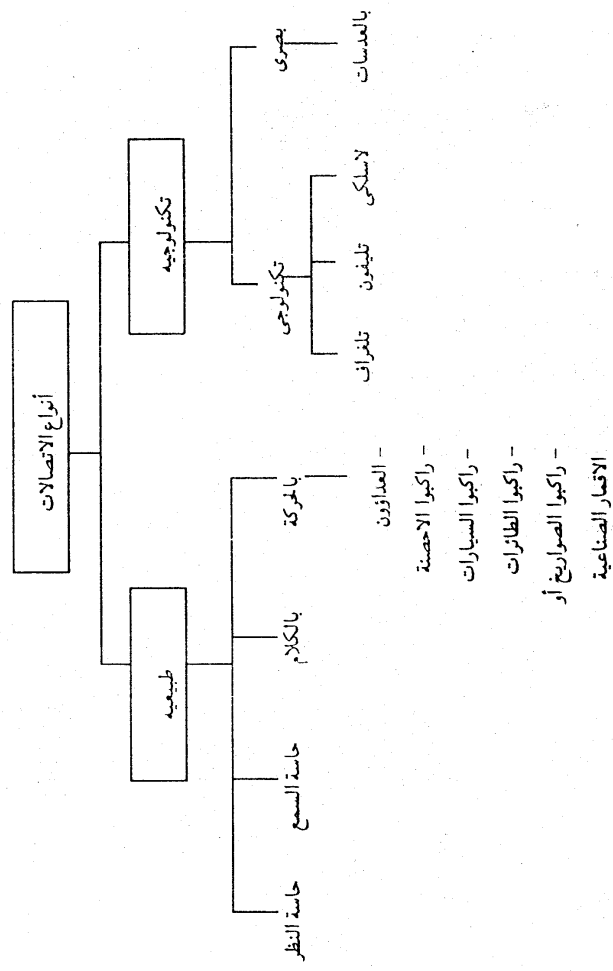 أنواع الاتصالات
تكنولوجيه
طبيعيه
بصرى
تكنولوجى
بالحركة
بالكلام
حاسة السمع
حاسة النظر
بالعدسات
لاسلكى
تليفون
تلغراف
- العداؤون
- راكبوا الاحصنة
- راكبوا السيارات
- راكبوا الطائرات
- راكبوا الصواريخ أو
الاقمار الصناعية